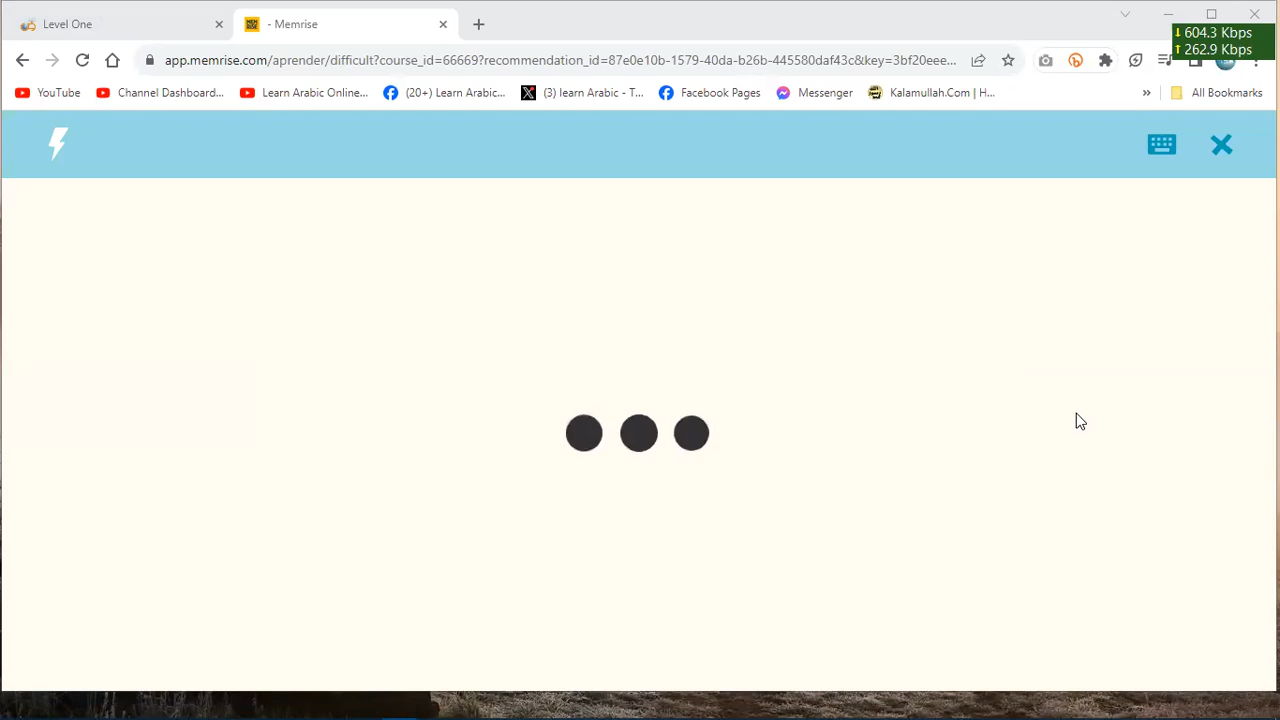 Level One
- Memrise
604.3 Kbps
262.9 Kbps
app.memrise.com/aprender/difficult?course_id=66660&recommendation_id=87e0e10b-1579-40da-b26b-445580daf43c&key=3bf20eee...
YouTube
Channel Dashboard...
Learn Arabic Online...
(20+) Learn Arabic...
(3) learn Arabic - T...
Facebook Pages
Messenger
Kalamullah.Com | H...
»
All Bookmarks